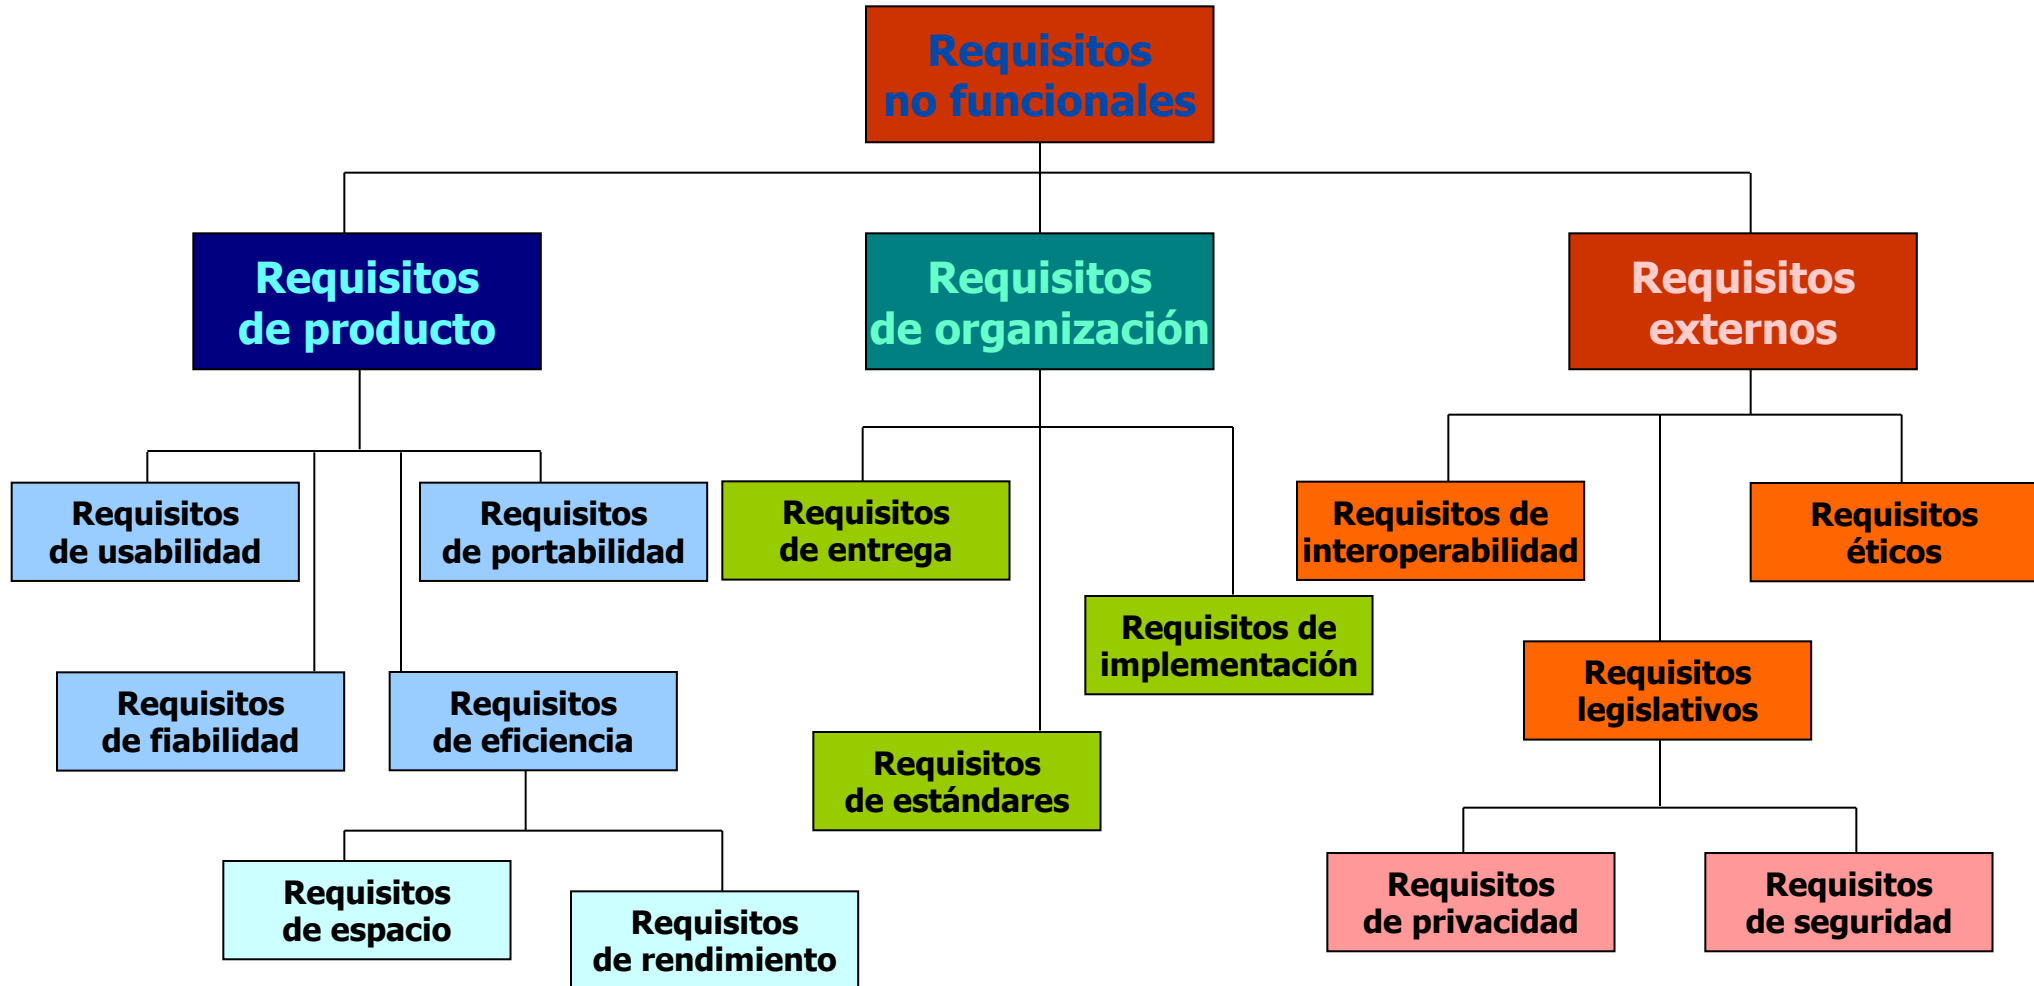 Requisitos
no funcionales
Requisitos
de producto
Requisitos
de organización
Requisitos
externos
Requisitos
de usabilidad
Requisitos
de portabilidad
Requisitos
de entrega
Requisitos de
interoperabilidad
Requisitos
éticos
Requisitos de
implementación
Requisitos
legislativos
Requisitos
de fiabilidad
Requisitos
de eficiencia
Requisitos
de estándares
Requisitos
de espacio
Requisitos
de rendimiento
Requisitos
de privacidad
Requisitos
de seguridad